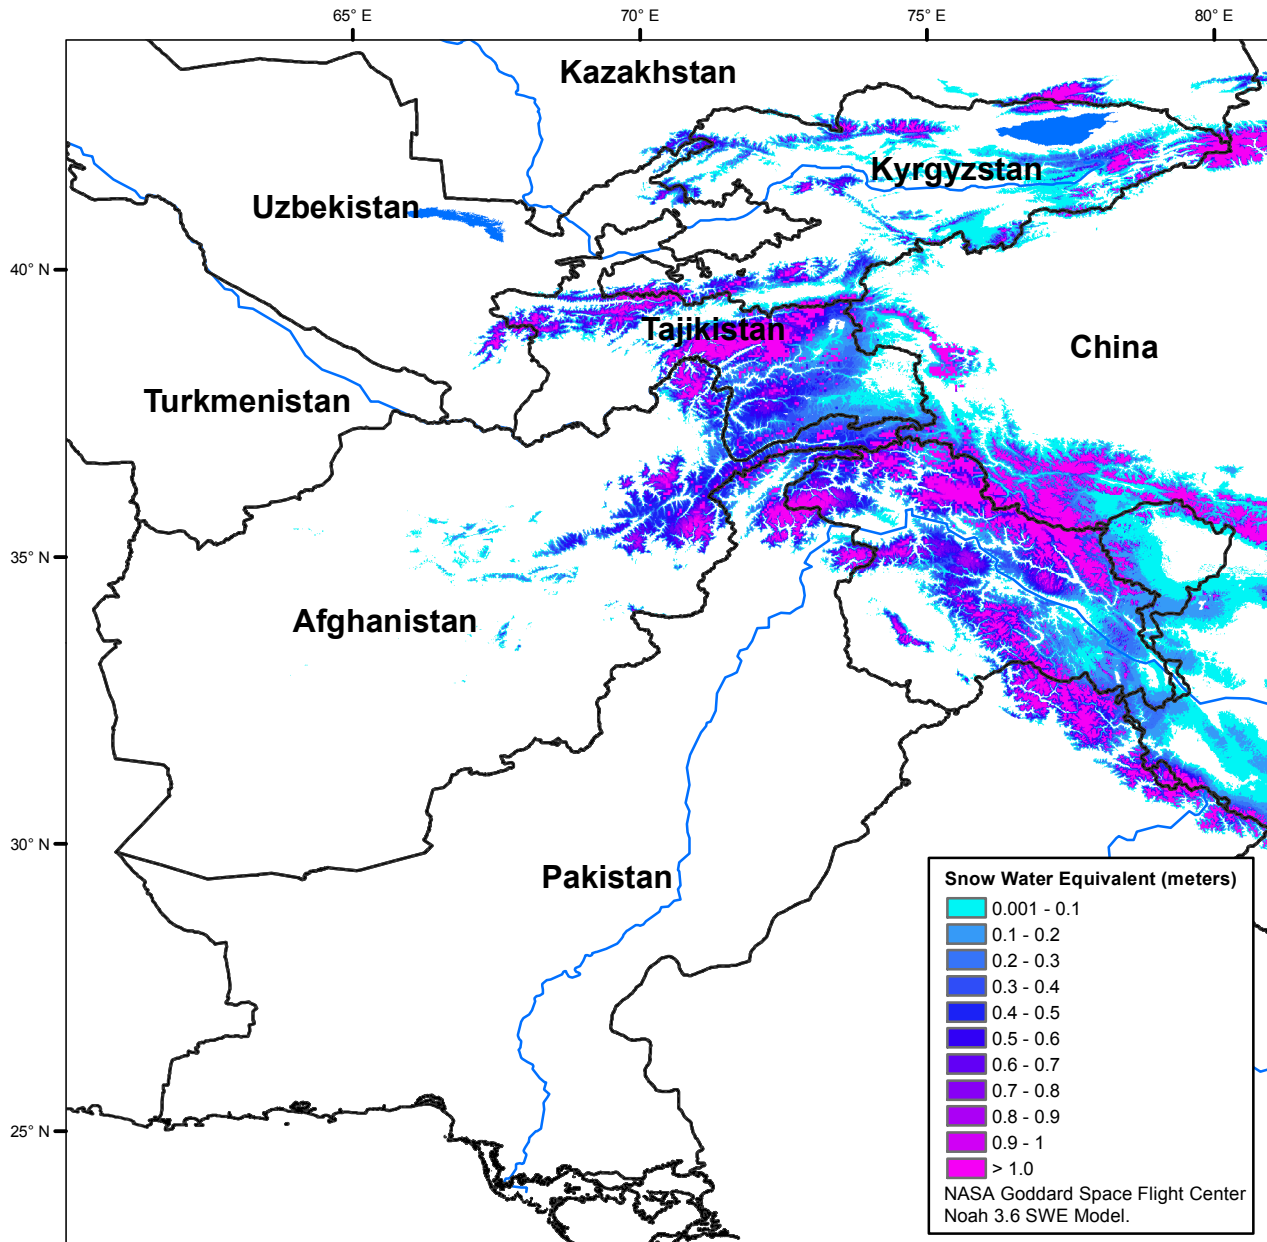 65° E
70° E
75° E
80° E
Kazakhstan
Kyrgyzstan
Uzbekistan
40° N
Tajikistan
China
Turkmenistan
35° N
Afghanistan
30° N
Pakistan
25° N
Snow Water Equivalent (meters)
0.001 - 0.1
0.1 - 0.2
0.2 - 0.3
0.3 - 0.4
0.4 - 0.5
0.5 - 0.6
0.6 - 0.7
0.7 - 0.8
0.8 - 0.9
0.9 - 1
> 1.0
NASA Goddard Space Flight Center
Noah 3.6 SWE Model.